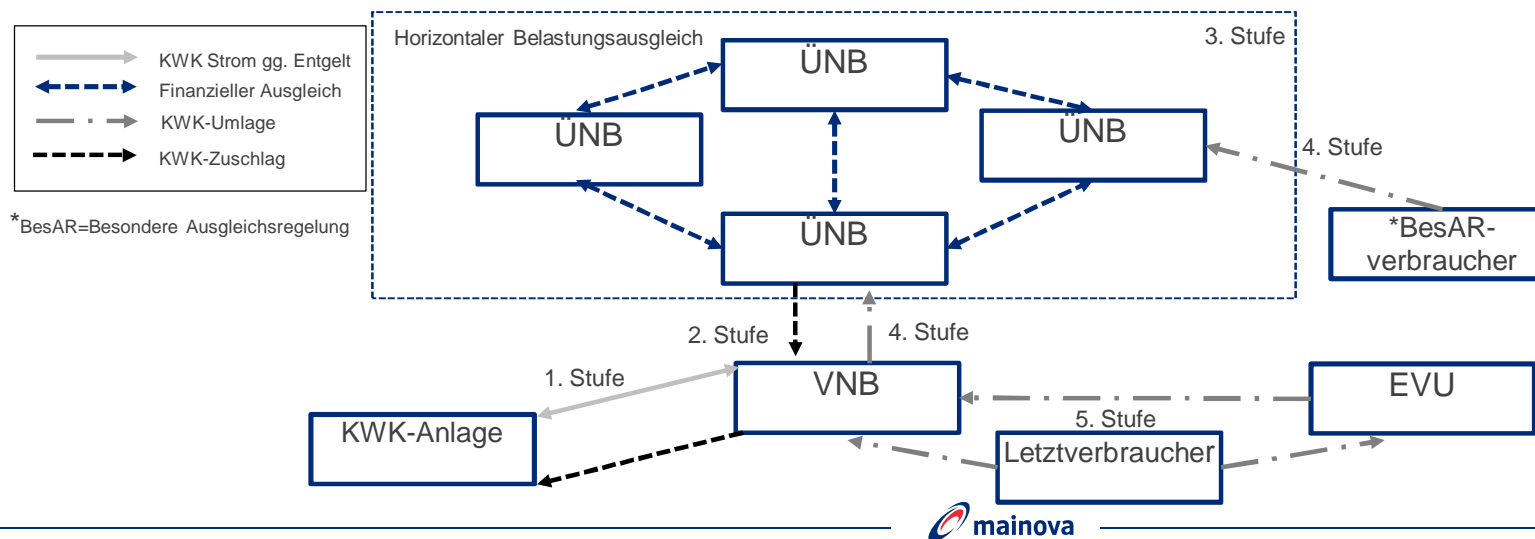 KWK Strom gg. Entgelt
Finanzieller Ausgleich
KWK-Umlage
KWK-Zuschlag
*BesAR=Besondere Ausgleichsregelung
Horizontaler Belastungsausgleich
3. Stufe
ÜNB
ÜNB
ÜNB
ÜNB
4. Stufe
*BesAR-
verbraucher
2. Stufe
4. Stufe
1. Stufe
VNB
EVU
KWK-Anlage
5. Stufe
Letztverbraucher
mainova